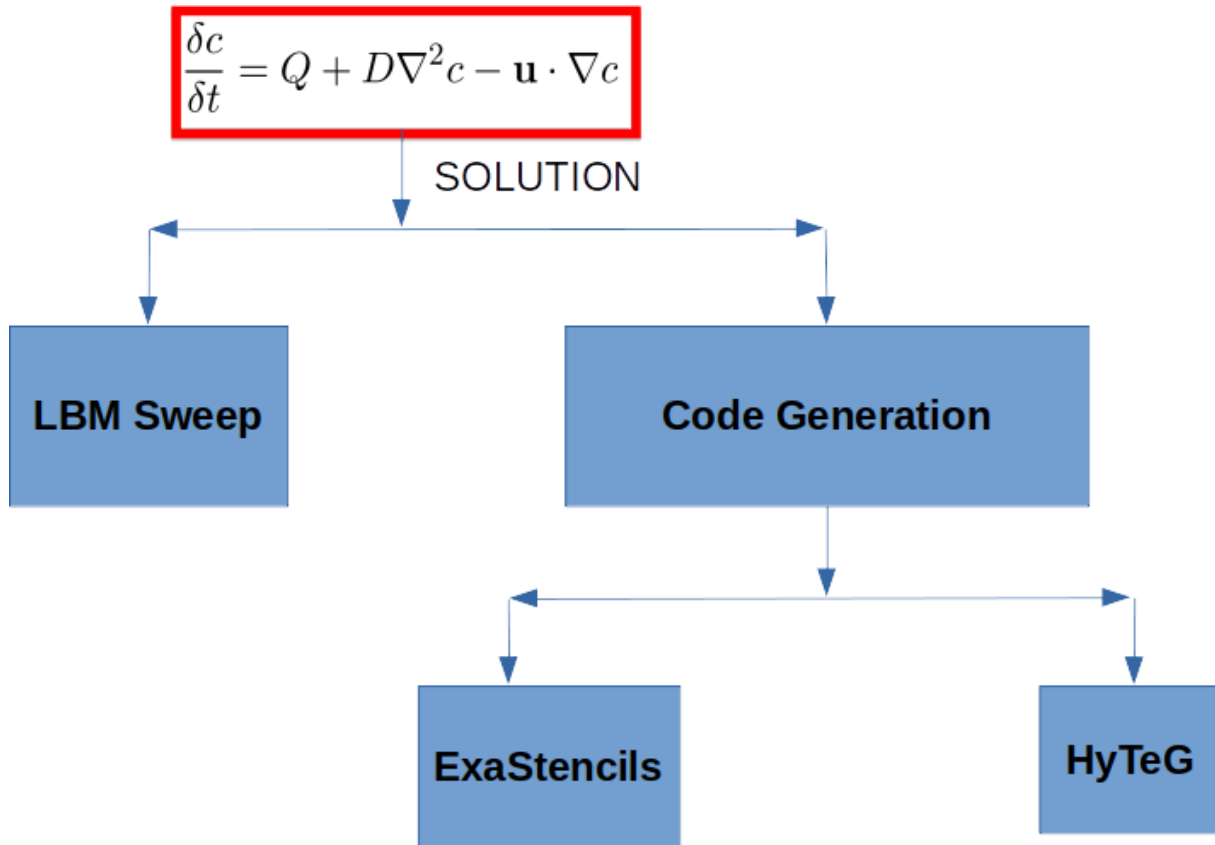 δc/δt = Q + D∇²c − **u** · ∇c
SOLUTION
LBM Sweep
Code Generation
ExaStencils
HyTeG